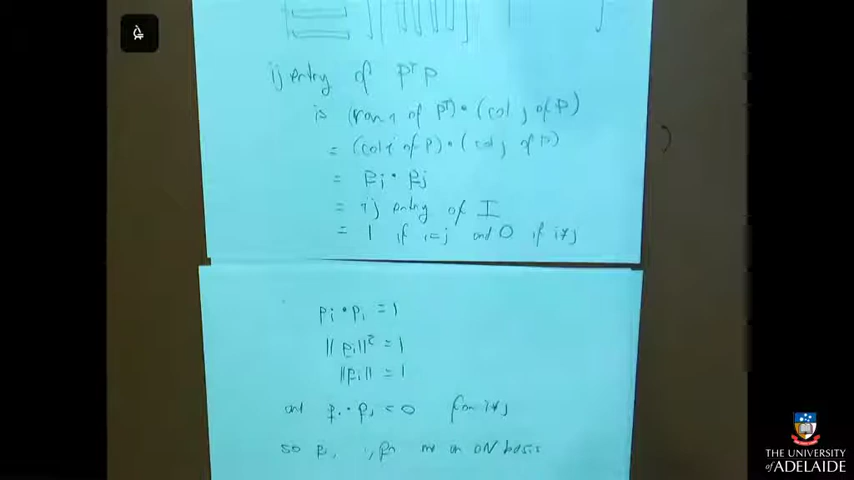 ij entry of PᵀP
is (row i of Pᵀ) • (col j of P)
= (col i of P) • (col j of P)
= pi • pj
= ij entry of I
= 1 if i=j and 0 if i≠j
pi • pi = 1
||pi||² = 1
||pi|| = 1
and pi • pj = 0 for i≠j
so p1, , pn are an ON basis
THE UNIVERSITY
of ADELAIDE